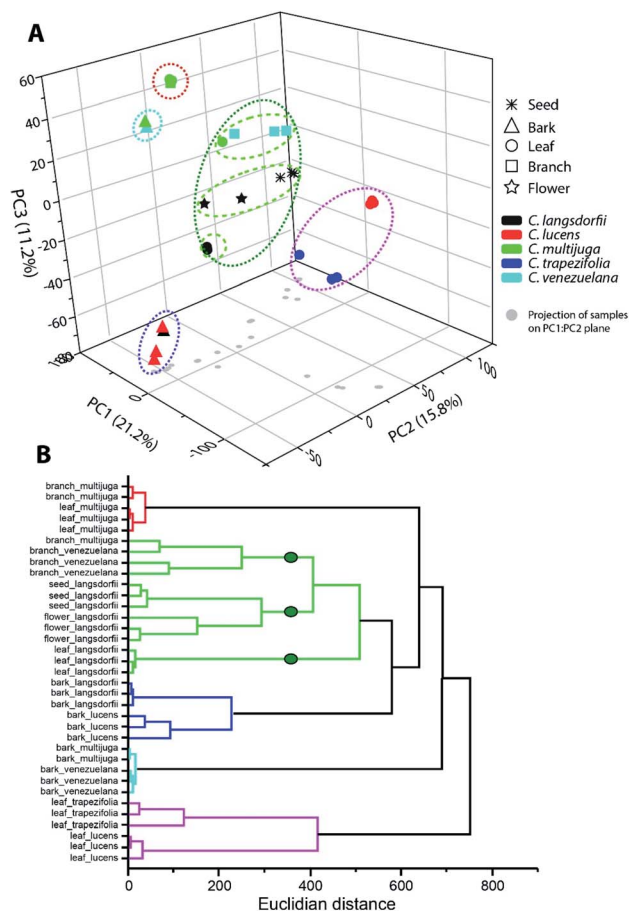 A
60
40
20
0
-20
-40
-60
PC3 (11.2%)
0
-100
PC1 (21.2%)
-50
0
50
100
PC2 (15.8%)
Seed
Bark
Leaf
Branch
Flower
C. langsdorfii
C. lucens
C. multijuga
C. trapezifolia
C. venezuelana
Projection of samples
on PC1:PC2 plane
B
branch_multijuga
branch_multijuga
leaf_multijuga
leaf_multijuga
leaf_multijuga
branch_multijuga
branch_venezuelana
branch_venezuelana
branch_venezuelana
seed_langsdorfii
seed_langsdorfii
seed_langsdorfii
flower_langsdorfii
flower_langsdorfii
flower_langsdorfii
leaf_langsdorfii
leaf_langsdorfii
leaf_langsdorfii
bark_langsdorfii
bark_langsdorfii
bark_langsdorfii
bark_lucens
bark_lucens
bark_lucens
bark_multijuga
bark_multijuga
bark_venezuelana
bark_venezuelana
bark_venezuelana
leaf_trapezifolia
leaf_trapezifolia
leaf_trapezifolia
leaf_lucens
leaf_lucens
leaf_lucens
0 200 400 600 800
Euclidian distance